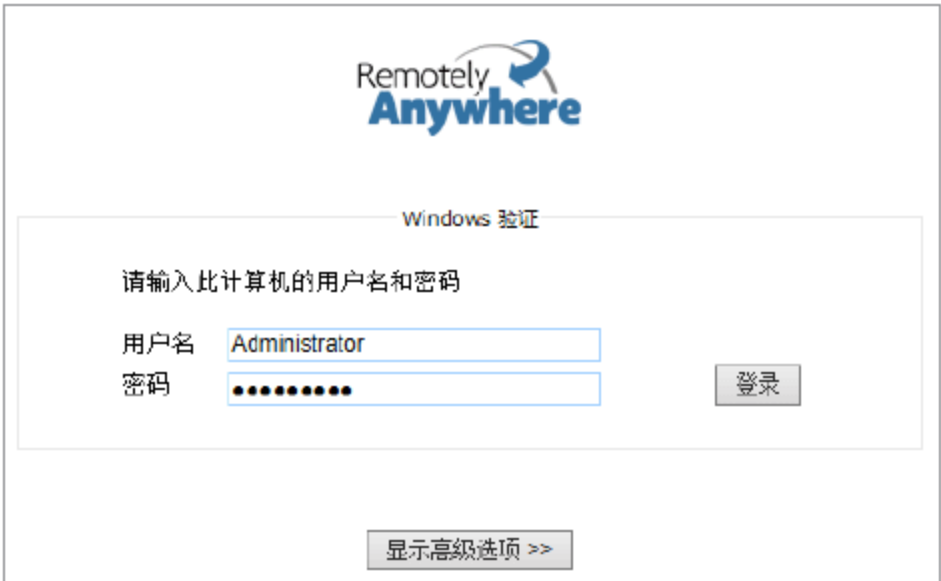 Remotely
Anywhere
Windows 验证
请输入此计算机的用户名和密码
用户名 Administrator
密码 ●●●●●●●●●
登录
显示高级选项 >>